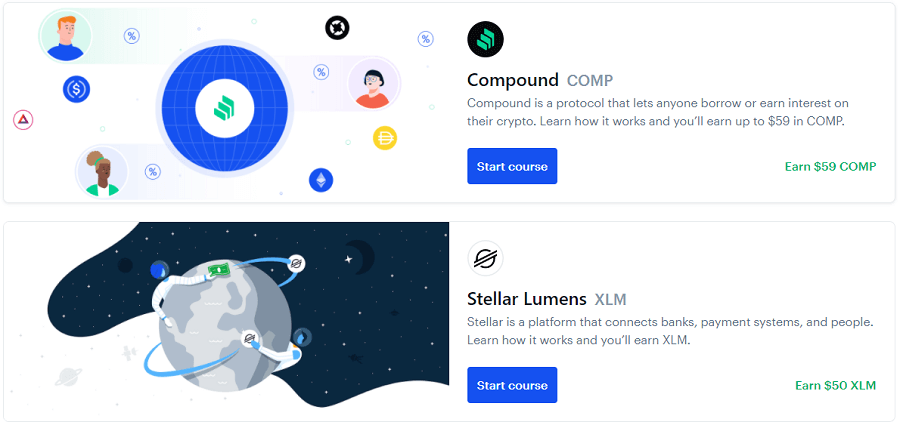 Compound COMP
Compound is a protocol that lets anyone borrow or earn interest on
their crypto. Learn how it works and you’ll earn up to $59 in COMP.
Start course
Earn $59 COMP
Stellar Lumens XLM
Stellar is a platform that connects banks, payment systems, and people.
Learn how it works and you’ll earn XLM.
Start course
Earn $50 XLM